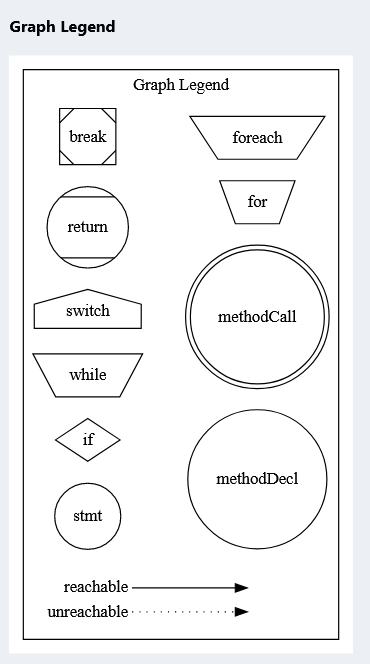 Graph Legend
Graph Legend
break
foreach
return
for
switch
methodCall
while
if
methodDecl
stmt
reachable
unreachable